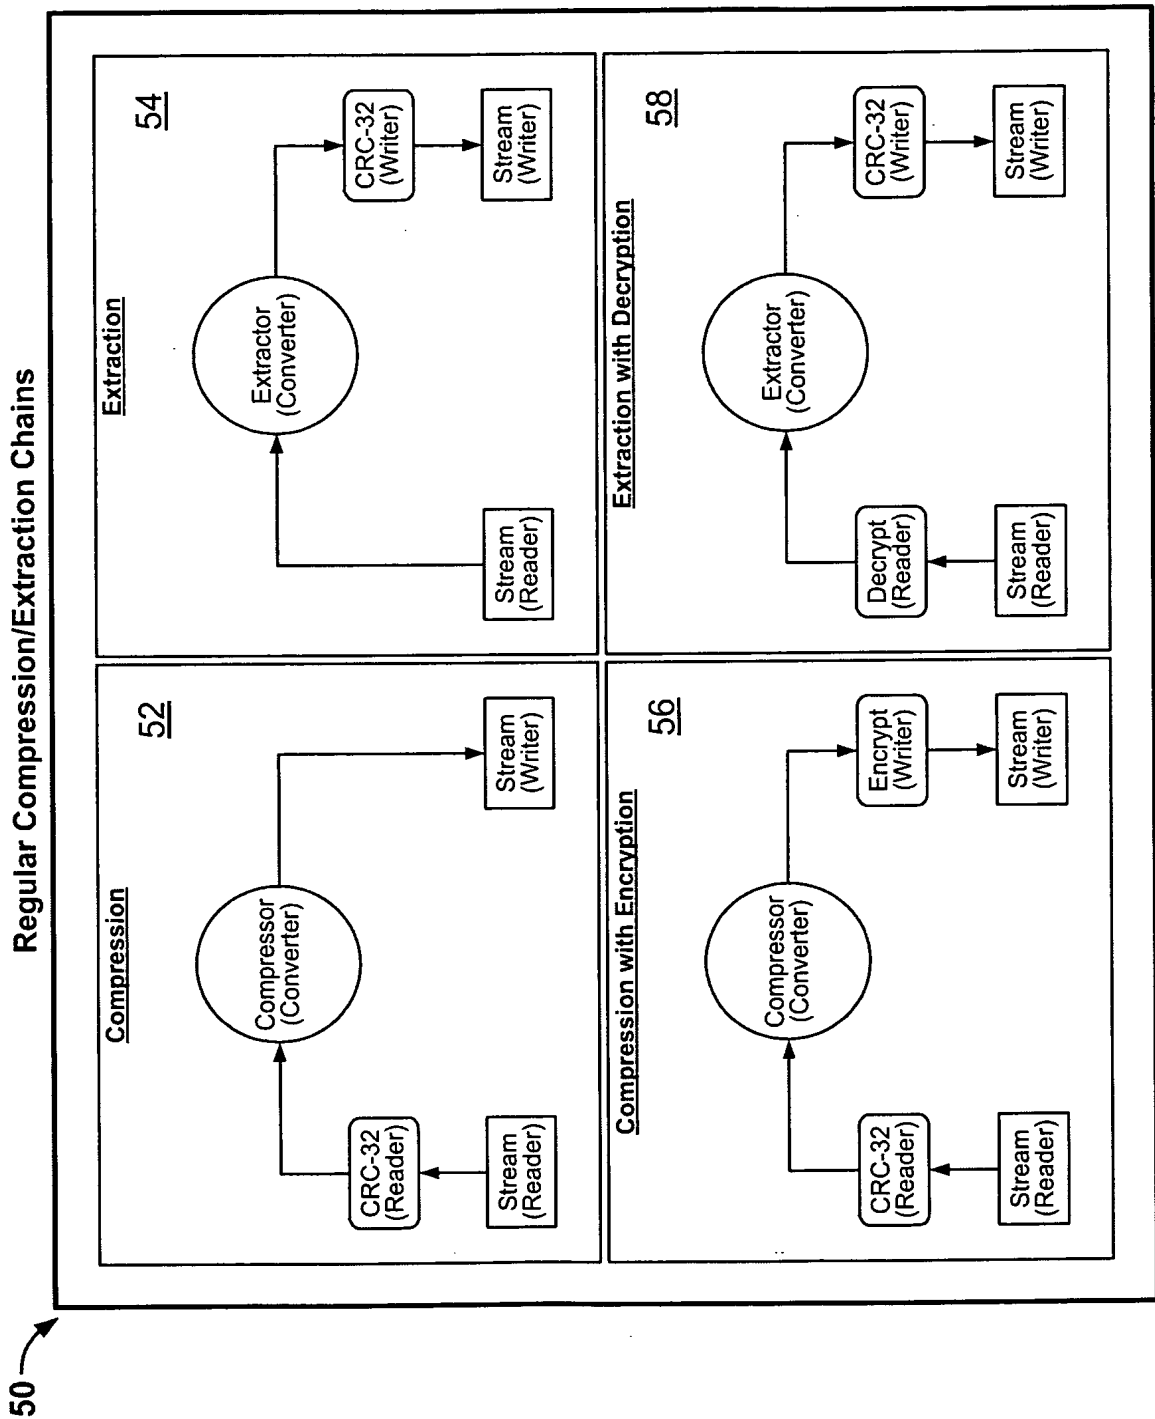 50
Regular Compression/Extraction Chains
Compression
52
Compressor
(Converter)
CRC-32
(Reader)
Stream
(Reader)
Stream
(Writer)
Extraction
54
Extractor
(Converter)
Stream
(Reader)
CRC-32
(Writer)
Stream
(Writer)
Compression with Encryption
56
Compressor
(Converter)
CRC-32
(Reader)
Stream
(Reader)
Encrypt
(Writer)
Stream
(Writer)
Extraction with Decryption
58
Extractor
(Converter)
Decrypt
(Reader)
Stream
(Reader)
CRC-32
(Writer)
Stream
(Writer)